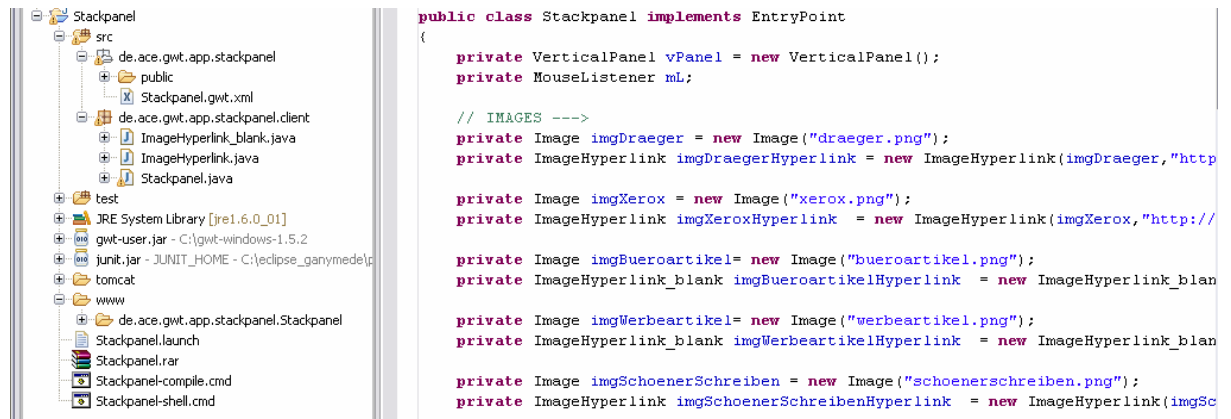 Stackpanel
src
de.ace.gwt.app.stackpanel
public
Stackpanel.gwt.xml
de.ace.gwt.app.stackpanel.client
ImageHyperlink_blank.java
ImageHyperlink.java
Stackpanel.java
test
JRE System Library [jre1.6.0_01]
gwt-user.jar - C:\gwt-windows-1.5.2
junit.jar - JUNIT_HOME - C:\eclipse_ganymede\p
tomcat
www
de.ace.gwt.app.stackpanel.Stackpanel
Stackpanel.launch
Stackpanel.rar
Stackpanel-compile.cmd
Stackpanel-shell.cmd
public class Stackpanel implements EntryPoint
{
private VerticalPanel vPanel = new VerticalPanel();
private MouseListener mL;
// IMAGES --->
private Image imgDraeger = new Image("draeger.png");
private ImageHyperlink imgDraegerHyperlink = new ImageHyperlink(imgDraeger,"http
private Image imgXerox = new Image("xerox.png");
private ImageHyperlink imgXeroxHyperlink  = new ImageHyperlink(imgXerox,"http://
private Image imgBueroartikel= new Image("bueroartikel.png");
private ImageHyperlink_blank imgBueroartikelHyperlink  = new ImageHyperlink_blan
private Image imgWerbeartikel= new Image("werbeartikel.png");
private ImageHyperlink_blank imgWerbeartikelHyperlink  = new ImageHyperlink_blan
private Image imgSchoenerSchreiben = new Image("schoenerschreiben.png");
private ImageHyperlink imgSchoenerSchreibenHyperlink  = new ImageHyperlink(imgSc